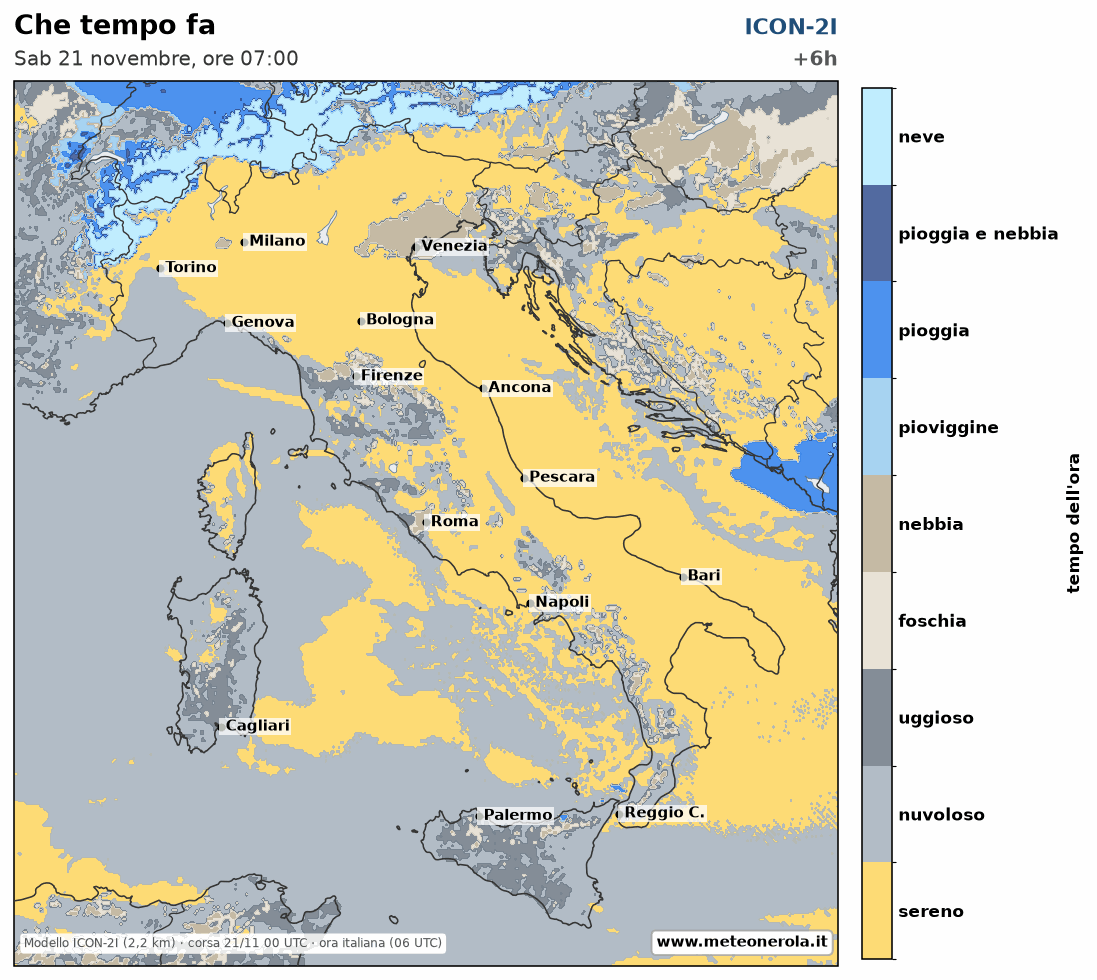 Che tempo fa
ICON-2I
Sab 21 novembre, ore 07:00
+6h
neve
pioggia e nebbia
pioggia
pioviggine
nebbia
foschia
uggioso
nuvoloso
sereno
tempo dell'ora
Milano
Venezia
Torino
Genova
Bologna
Firenze
Ancona
Pescara
Roma
Bari
Napoli
Cagliari
Palermo
Reggio C.
Modello ICON-2I (2,2 km) · corsa 21/11 00 UTC · ora italiana (06 UTC)
www.meteonerola.it